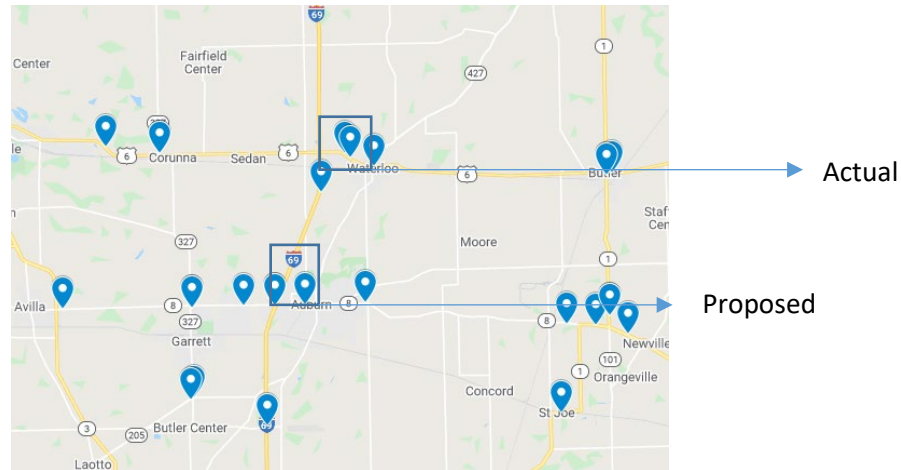 69
1
Center
Fairfield
Center
427
6
Corunna
Sedan
6
Waterloo
6
Butler
Actual
Staf
Cen
327
Moore
69
1
Avilla
8
Auburn
8
Proposed
327
Garrett
8
Newville
101
Orangeville
1
Concord
St Joe
3
205
Butler Center
69
Laotto